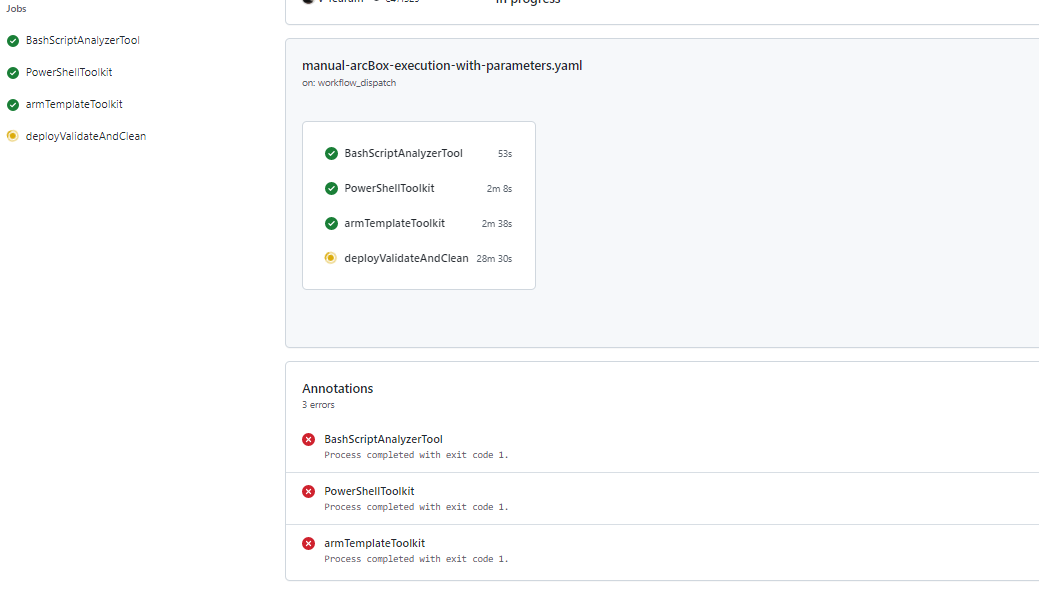 Jobs
BashScriptAnalyzerTool
PowerShellToolkit
armTemplateToolkit
deployValidateAndClean
In progress
manual-arcBox-execution-with-parameters.yaml
on: workflow_dispatch
BashScriptAnalyzerTool 53s
PowerShellToolkit 2m 8s
armTemplateToolkit 2m 38s
deployValidateAndClean 28m 30s
Annotations
3 errors
BashScriptAnalyzerTool
Process completed with exit code 1.
PowerShellToolkit
Process completed with exit code 1.
armTemplateToolkit
Process completed with exit code 1.